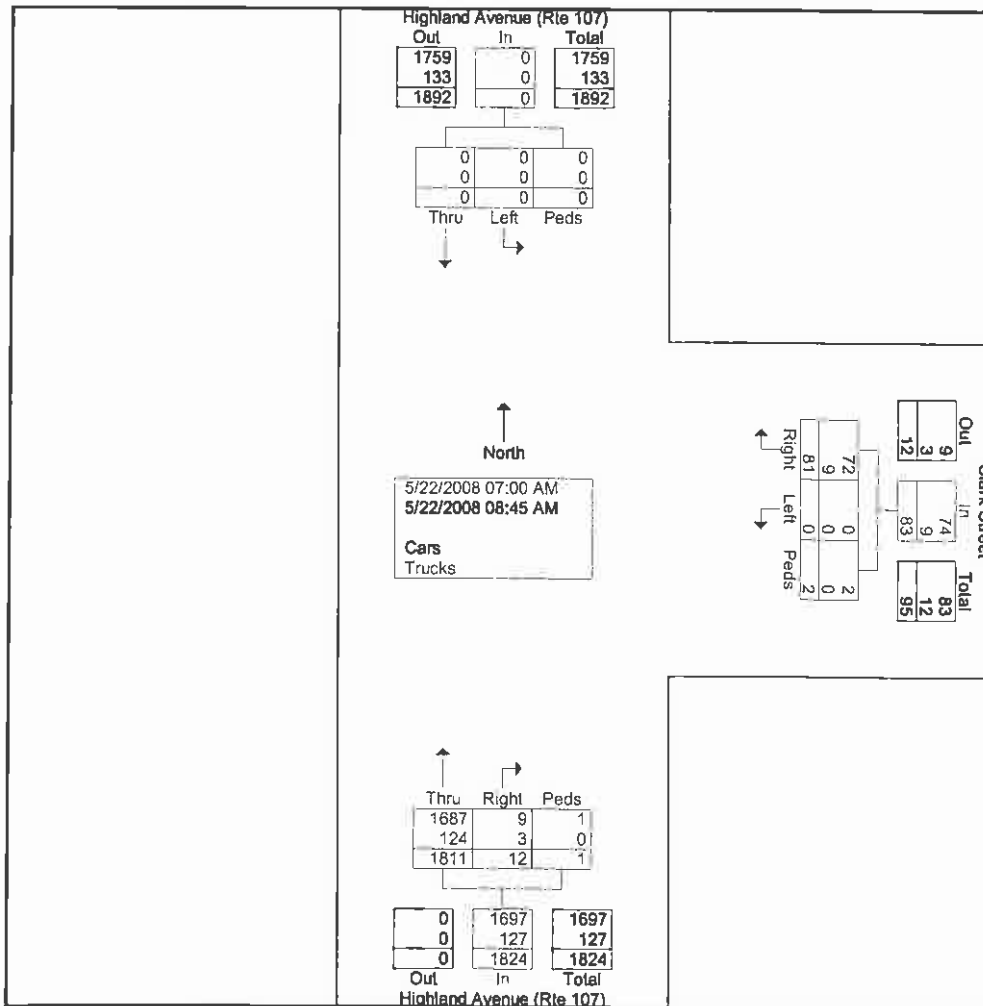 Highland Avenue (Rte 107)
Out In Total
1759 0 1759
133 0 133
1892 0 1892
0 0 0
0 0 0
0 0 0
Thru Left Peds
North
5/22/2008 07:00 AM
5/22/2008 08:45 AM
Cars
Trucks
Out In Total
9 74 83
3 9 12
12 83 95
72 0 2
9 0 0
81 0 2
Right Left Peds
Thru Right Peds
1687 9 1
124 3 0
1811 12 1
0 1697 1697
0 127 127
0 1824 1824
Out In Total
Highland Avenue (Rte 107)